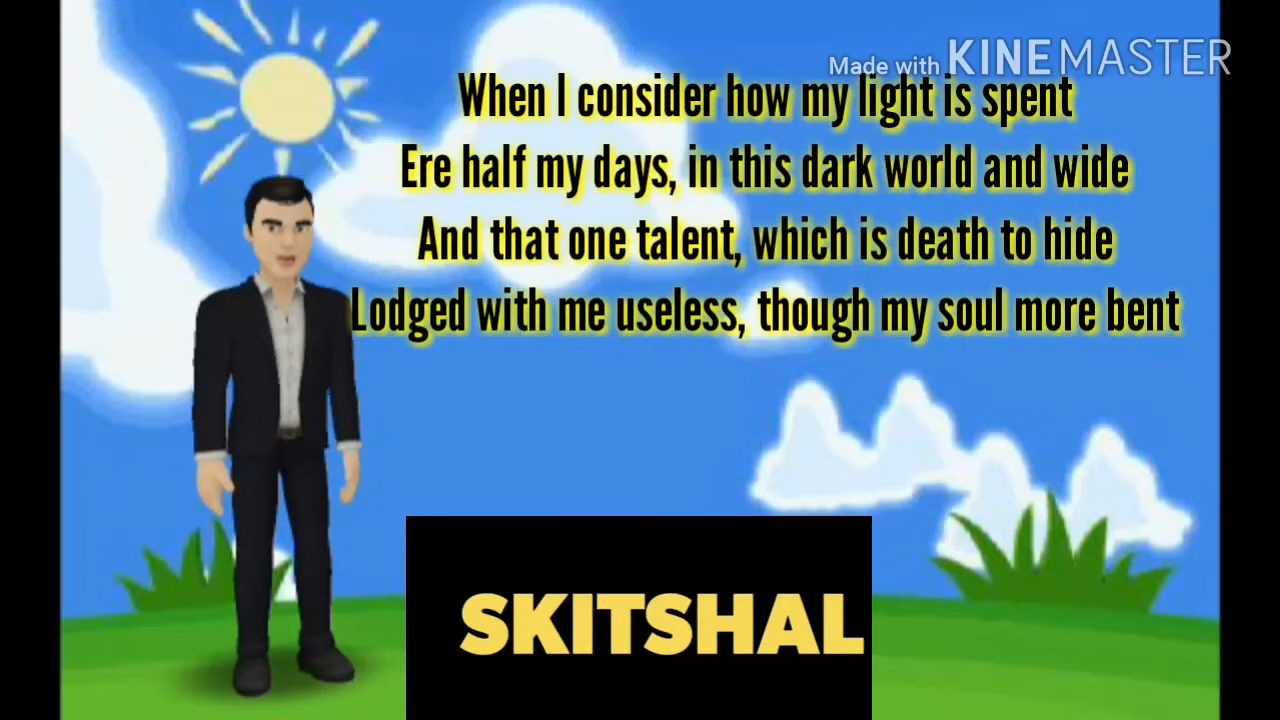 Made with KINEMASTER
When I consider how my light is spent
Ere half my days, in this dark world and wide
And that one talent, which is death to hide
Lodged with me useless, though my soul more bent
SKITSHAL